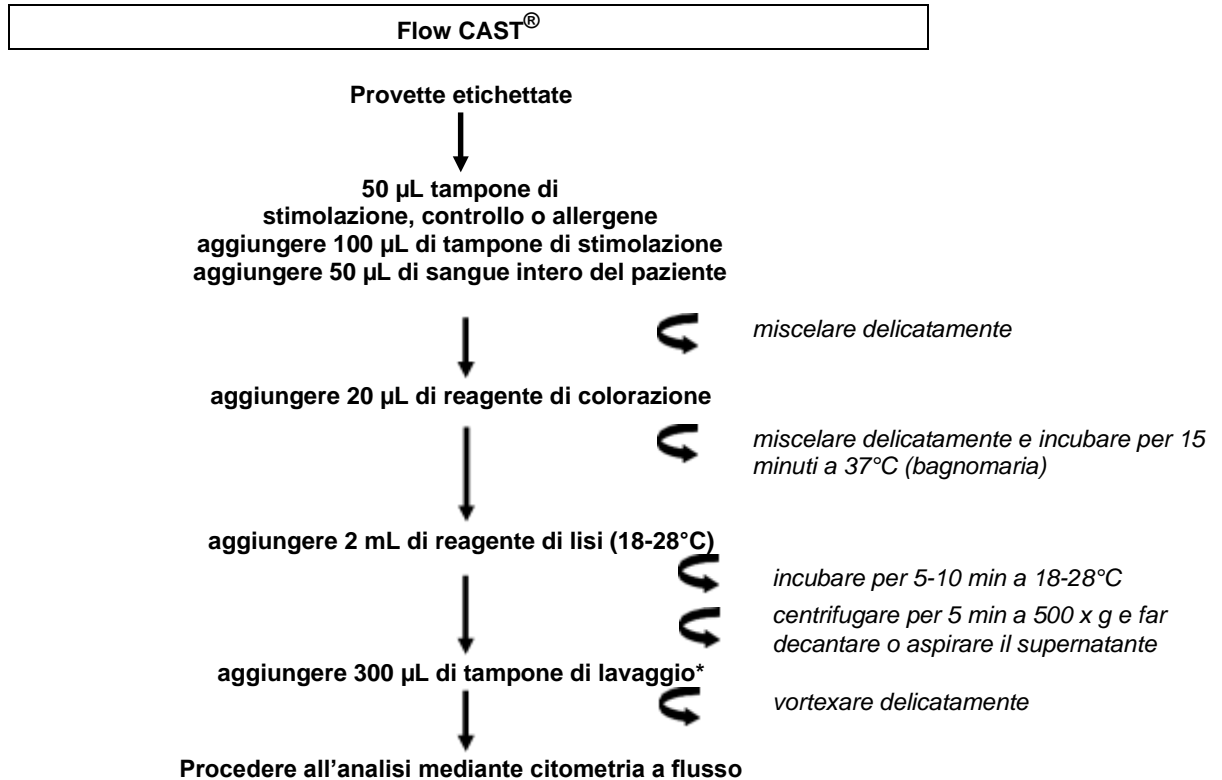 Flow CAST®
Provette etichettate
50 µL tampone di
stimolazione, controllo o allergene
aggiungere 100 µL di tampone di stimolazione
aggiungere 50 µL di sangue intero del paziente
miscelare delicatamente
aggiungere 20 µL di reagente di colorazione
miscelare delicatamente e incubare per 15
minuti a 37°C (bagnomaria)
aggiungere 2 mL di reagente di lisi (18-28°C)
incubare per 5-10 min a 18-28°C
centrifugare per 5 min a 500 x g e far
decantare o aspirare il supernatante
aggiungere 300 µL di tampone di lavaggio*
vortexare delicatamente
Procedere all'analisi mediante citometria a flusso